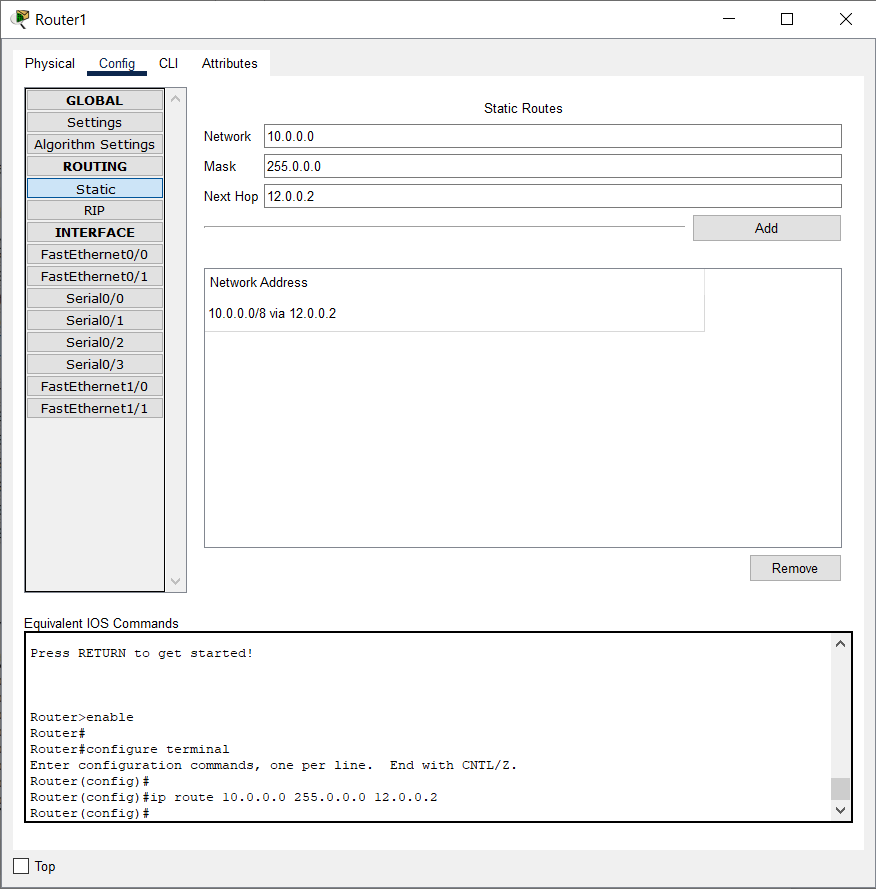 Router1
Physical Config CLI Attributes
GLOBAL
Settings
Algorithm Settings
ROUTING
Static
RIP
INTERFACE
FastEthernet0/0
FastEthernet0/1
Serial0/0
Serial0/1
Serial0/2
Serial0/3
FastEthernet1/0
FastEthernet1/1
Static Routes
Network 10.0.0.0
Mask 255.0.0.0
Next Hop 12.0.0.2
Add
Network Address
10.0.0.0/8 via 12.0.0.2
Remove
Equivalent IOS Commands
Press RETURN to get started!
Router>enable
Router#
Router#configure terminal
Enter configuration commands, one per line.  End with CNTL/Z.
Router(config)#
Router(config)#ip route 10.0.0.0 255.0.0.0 12.0.0.2
Router(config)#
Top